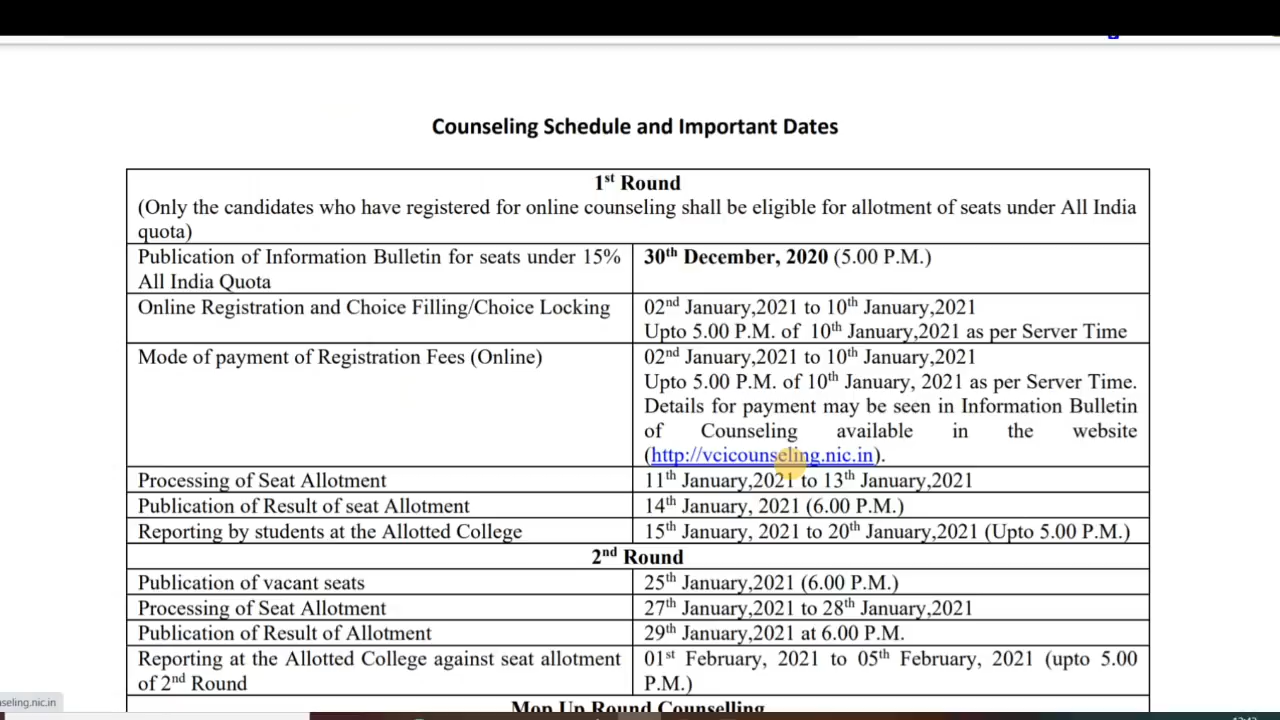 Counseling Schedule and Important Dates
1st Round
(Only the candidates who have registered for online counseling shall be eligible for allotment of seats under All India
quota)
Publication of Information Bulletin for seats under 15%
All India Quota
30th December, 2020 (5.00 P.M.)
Online Registration and Choice Filling/Choice Locking
02nd January,2021 to 10th January,2021
Upto 5.00 P.M. of 10th January,2021 as per Server Time
Mode of payment of Registration Fees (Online)
02nd January,2021 to 10th January,2021
Upto 5.00 P.M. of 10th January, 2021 as per Server Time.
Details for payment may be seen in Information Bulletin
of Counseling available in the website
(http://vcicounseling.nic.in).
Processing of Seat Allotment
11th January,2021 to 13th January,2021
Publication of Result of seat Allotment
14th January, 2021 (6.00 P.M.)
Reporting by students at the Allotted College
15th January, 2021 to 20th January,2021 (Upto 5.00 P.M.)
2nd Round
Publication of vacant seats
25th January,2021 (6.00 P.M.)
Processing of Seat Allotment
27th January,2021 to 28th January,2021
Publication of Result of Allotment
29th January,2021 at 6.00 P.M.
Reporting at the Allotted College against seat allotment
of 2nd Round
01st February, 2021 to 05th February, 2021 (upto 5.00
P.M.)
seling.nic.in
Mop Up Round Counselling